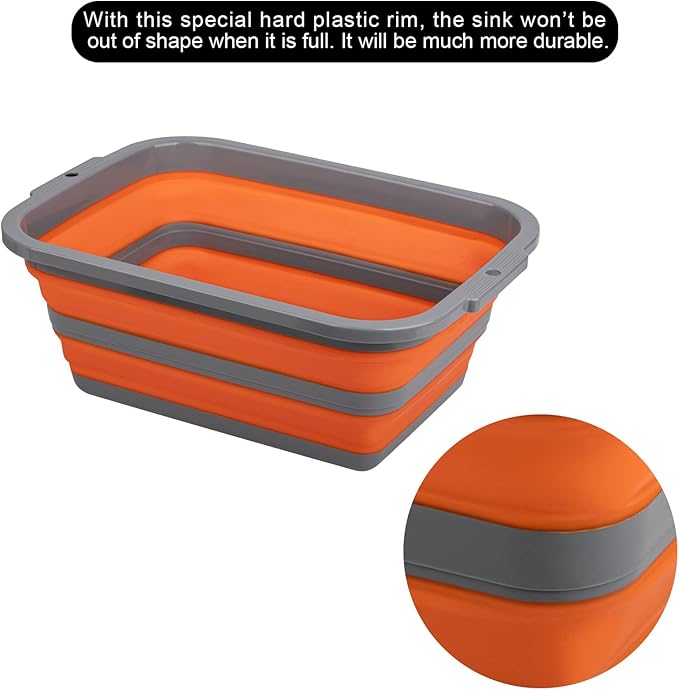 With this special hard plastic rim, the sink won’t be
out of shape when it is full. It will be much more durable.